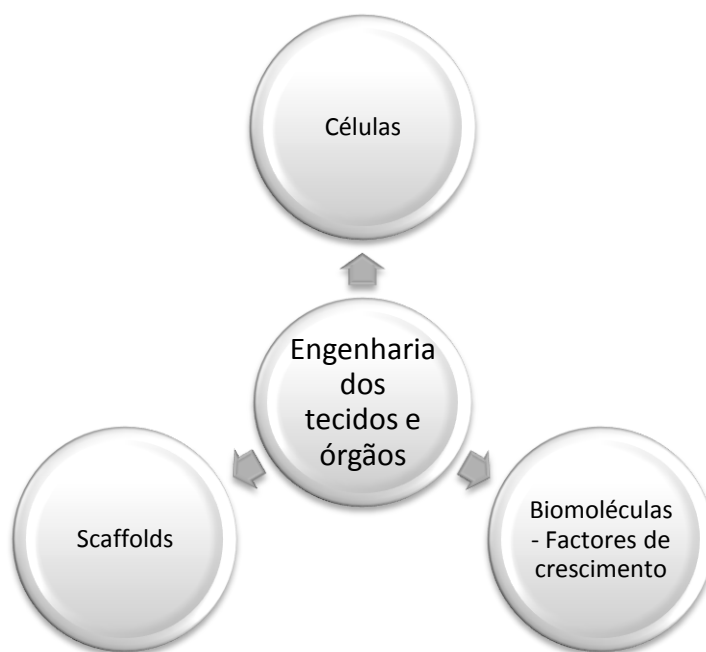 Células
Engenharia
dos
tecidos e
órgãos
Scaffolds
Biomoléculas
- Factores de
crescimento